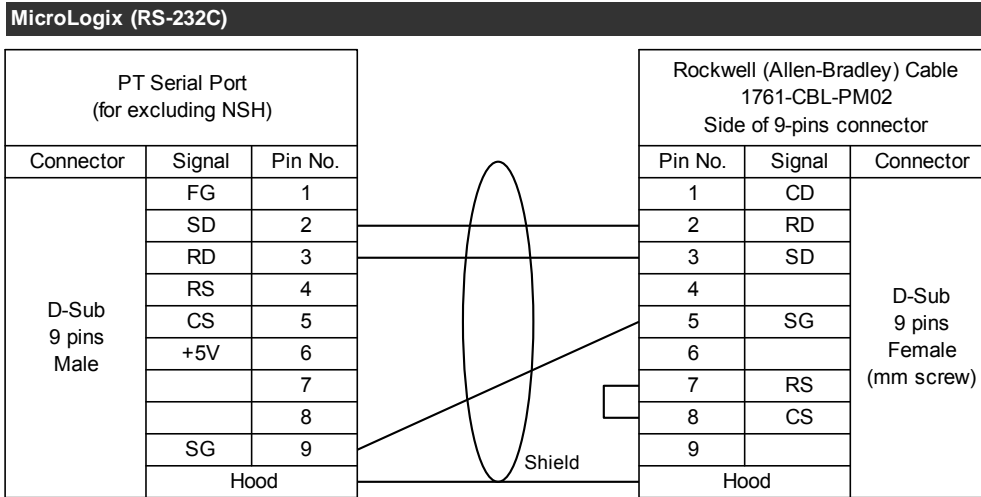 MicroLogix (RS-232C)
PT Serial Port
(for excluding NSH)
Rockwell (Allen-Bradley) Cable
1761-CBL-PM02
Side of 9-pins connector
Connector Signal Pin No. Pin No. Signal Connector
FG 1 1 CD
SD 2 2 RD
RD 3 3 SD
RS 4 4
CS 5 5 SG
+5V 6 6
7 7 RS
8 8 CS
SG 9 9
D-Sub
9 pins
Male
D-Sub
9 pins
Female
(mm screw)
Shield
Hood Hood